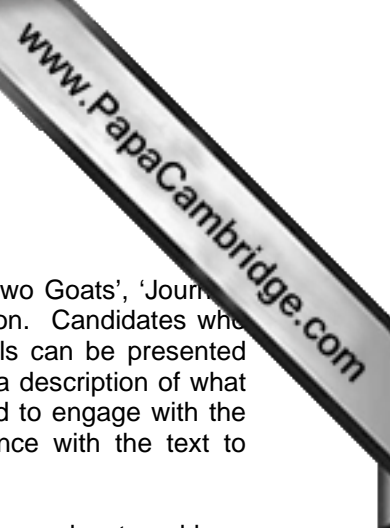 www.PapaCambridge.com
wo Goats', 'Journ
on. Candidates who
ls can be presented
a description of what
d to engage with the
nce with the text to